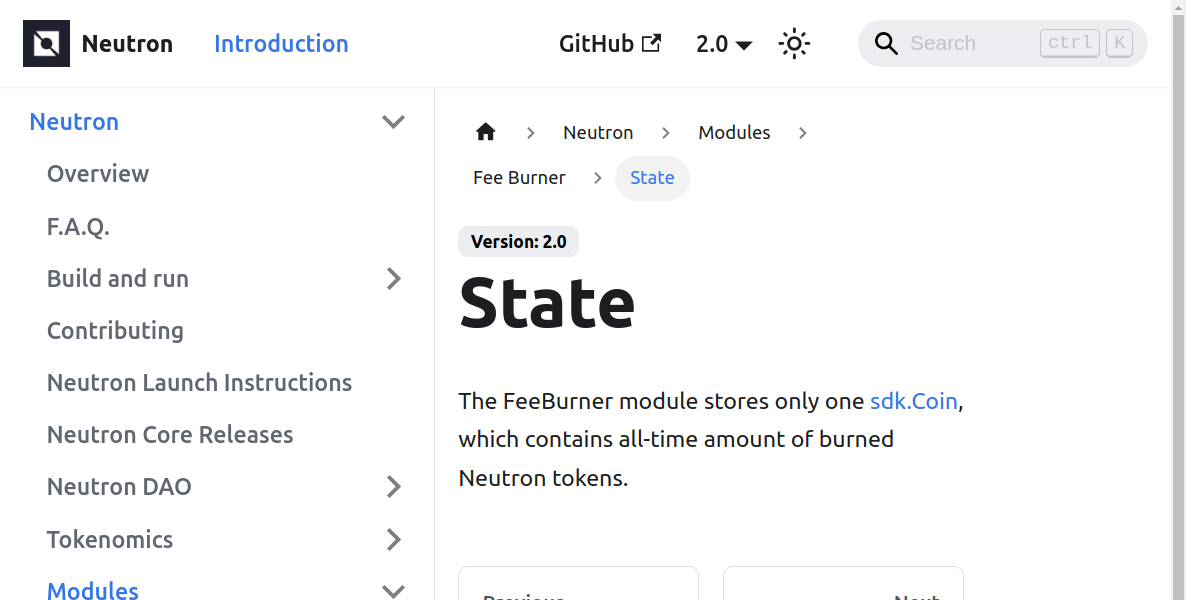 Neutron Introduction GitHub 2.0 Search ctrl K
Neutron
Overview
F.A.Q.
Build and run
Contributing
Neutron Launch Instructions
Neutron Core Releases
Neutron DAO
Tokenomics
Modules
Neutron Modules
Fee Burner State
Version: 2.0
State
The FeeBurner module stores only one sdk.Coin,
which contains all-time amount of burned
Neutron tokens.
Previous Next